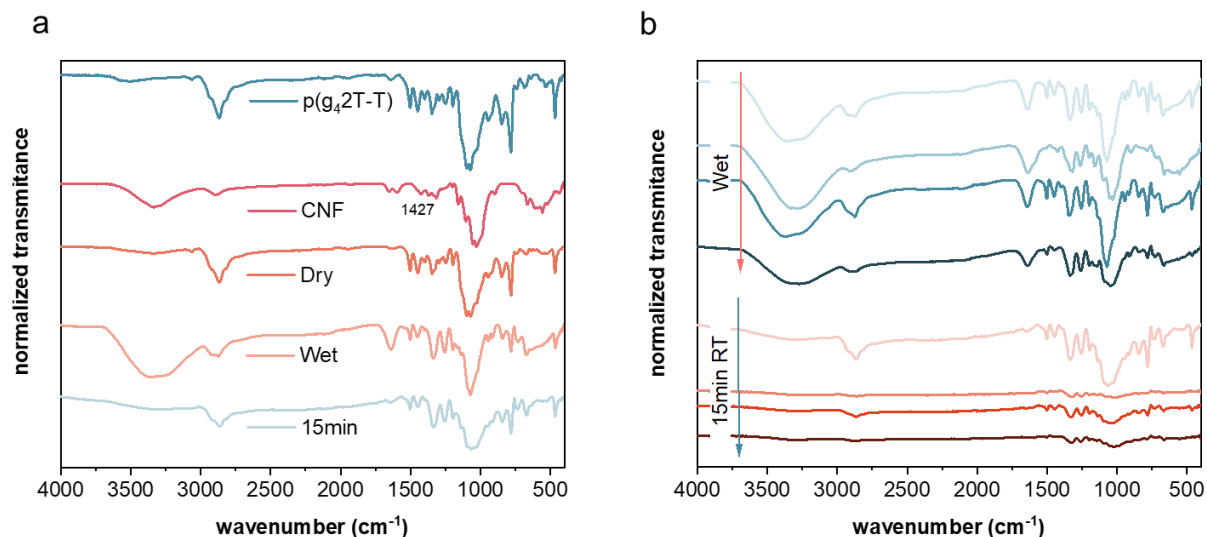 a
normalized transmitance
p(g₄2T-T)
CNF
1427
Dry
Wet
15min
4000 3500 3000 2500 2000 1500 1000 500
wavenumber (cm⁻¹)
b
normalized transmitance
Wet
15min RT
4000 3500 3000 2500 2000 1500 1000 500
wavenumber (cm⁻¹)